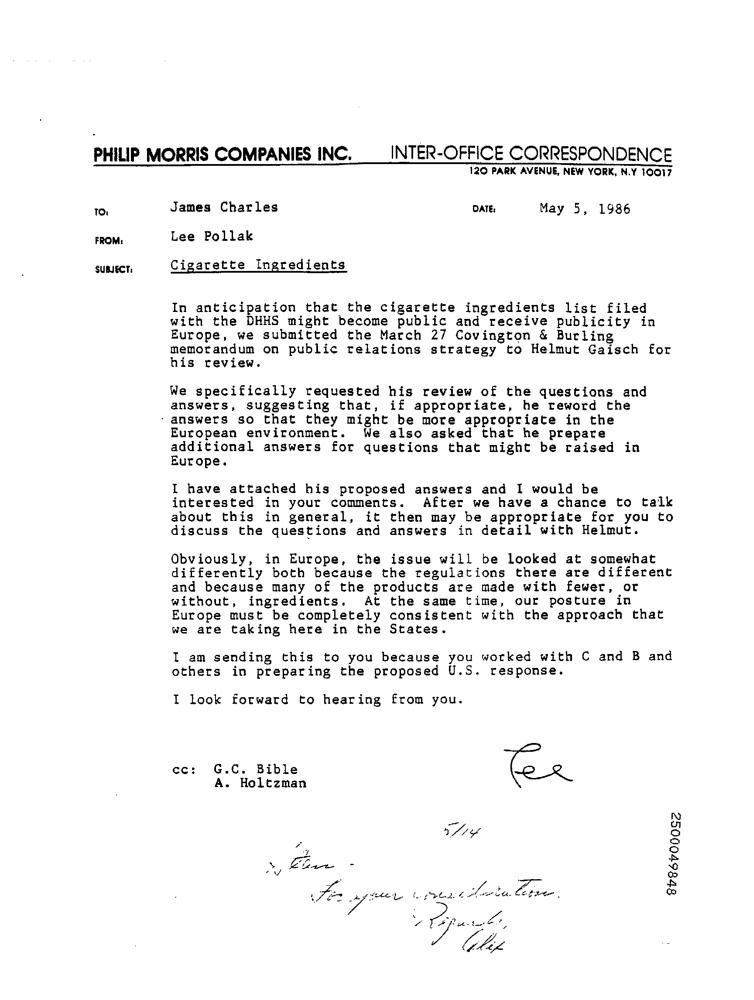 PHILIP MORRIS COMPANIES INC. INTER-OFFICE CORRESPONDENCE
120 PARK AVENUE, NEW YORK, N.Y 10017
TO: James Charles DATE: May 5, 1986
FROM: Lee Pollak
SUBJECT: Cigarette Ingredients
In anticipation that the cigarette ingredients list filed
with the DHHS might become public and receive publicity in
Europe, we submitted the March 27 Covington & Burling
memorandum on public relations strategy to Helmut Gaisch for
his review.
We specifically requested his review of the questions and
answers, suggesting that, if appropriate, he reword the
answers so that they might be more appropriate in the
European environment. We also asked that he prepare
additional answers for questions that might be raised in
Europe.
I have attached his proposed answers and I would be
interested in your comments. After we have a chance to talk
about this in general, it then may be appropriate for you to
discuss the questions and answers in detail with Helmut.
Obviously, in Europe, the issue will be looked at somewhat
differently both because the regulations there are different
and because many of the products are made with fewer, or
without, ingredients. At the same time, our posture in
Europe must be completely consistent with the approach that
we are taking here in the States.
I am sending this to you because you worked with C and B and
others in preparing the proposed U.S. response.
I look forward to hearing from you.
cc: G.C. Bible
A. Holtzman
Lee
5/14
For your consideration.
Regards,
Alex
2500049848